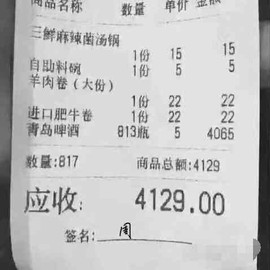 商品名称 数量 单价 金额
三鲜麻辣菌汤锅
1份 15 15
自助料碗
1份 5 5
羊肉卷(大份)
1份 22 22
进口肥牛卷 1份 22 22
青岛啤酒 813瓶 5 4065
数量:817 商品总额:4129
应收: 4129.00
签名: 周